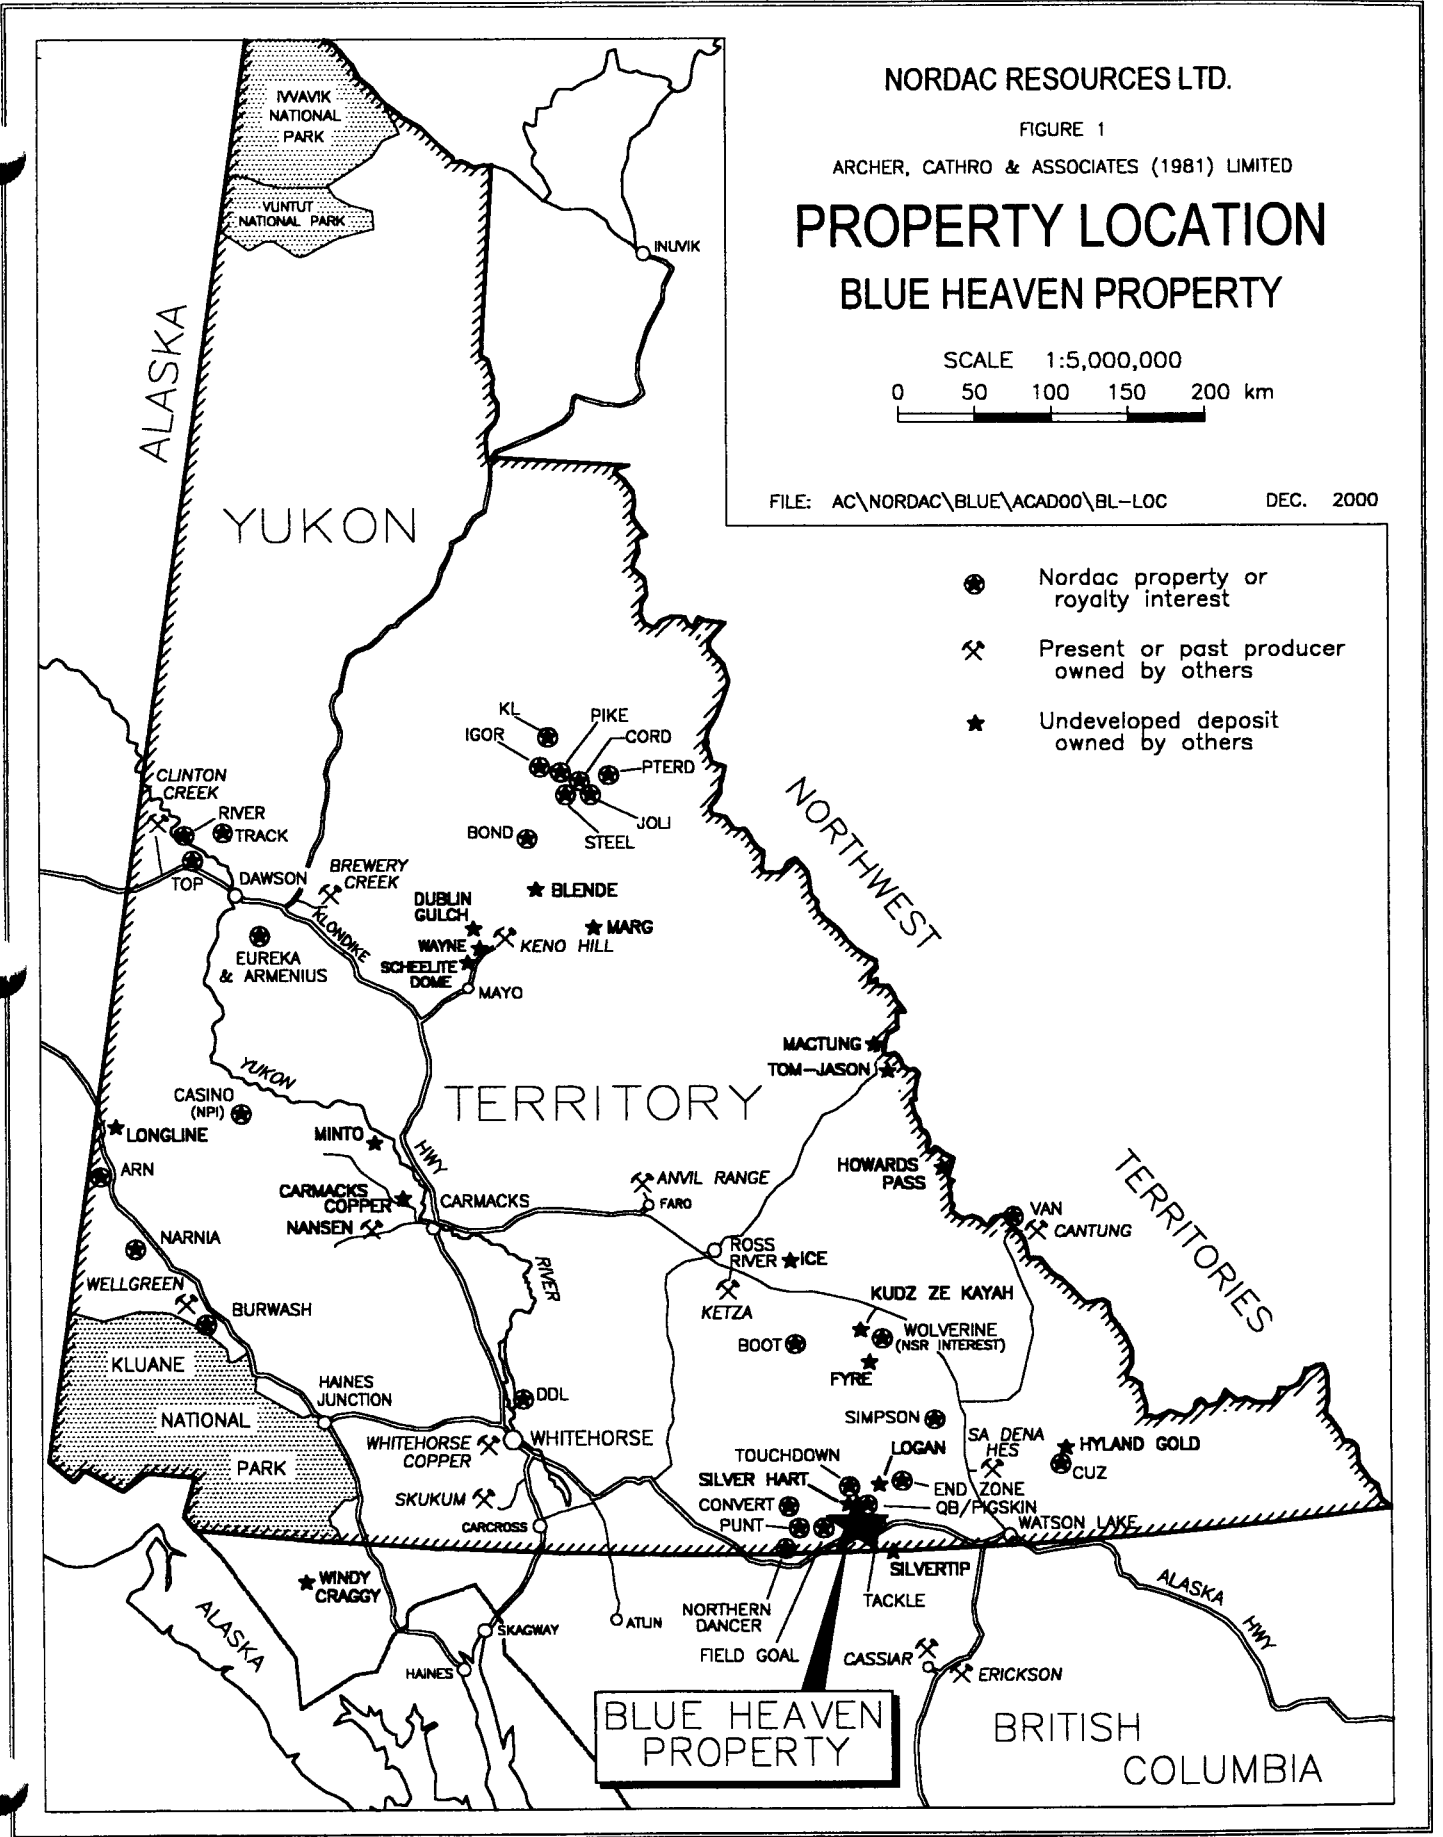 NORDAC RESOURCES LTD.
FIGURE 1
ARCHER, CATHRO & ASSOCIATES (1981) LIMITED
PROPERTY LOCATION
BLUE HEAVEN PROPERTY
SCALE 1:5,000,000
0 50 100 150 200 km
FILE: AC\NORDAC\BLUE\ACAD00\BL-LOC DEC. 2000
Nordac property or
royalty interest
Present or past producer
owned by others
Undeveloped deposit
owned by others
IVVAVIK
NATIONAL
PARK
VUNTUT
NATIONAL PARK
INUVIK
ALASKA
YUKON
KL
PIKE
IGOR
CORD
PTERD
JOLI
STEEL
BOND
CLINTON
CREEK
RIVER
TRACK
TOP
DAWSON
BREWERY
CREEK
KLONDIKE
EUREKA
& ARMENIUS
BLENDE
DUBLIN
GULCH
MARG
WAYNE
KENO HILL
SCHEELITE
DOME
MAYO
NORTHWEST
MACTUNG
TOM-JASON
YUKON
TERRITORY
CASINO
(NPI)
LONGLINE
MINTO
HWY
ARN
CARMACKS
COPPER
CARMACKS
NANSEN
ANVIL RANGE
FARO
HOWARDS
PASS
VAN
CANTUNG
TERRITORIES
NARNIA
WELLGREEN
BURWASH
RIVER
ROSS
RIVER
ICE
KETZA
KUDZ ZE KAYAH
WOLVERINE
(NSR INTEREST)
BOOT
FYRE
KLUANE
NATIONAL
PARK
HAINES
JUNCTION
DDL
SIMPSON
WHITEHORSE
WHITEHORSE
COPPER
SA DENA
HES
HYLAND GOLD
CUZ
TOUCHDOWN
LOGAN
SILVER HART
END ZONE
CONVERT
QB/PIGSKIN
SKUKUM
PUNT
WATSON LAKE
CARCROSS
SILVERTIP
TACKLE
WINDY
CRAGGY
ALASKA
HWY
ALASKA
NORTHERN
DANCER
ATLIN
SKAGWAY
FIELD GOAL
CASSIAR
ERICKSON
HAINES
BLUE HEAVEN
PROPERTY
BRITISH
COLUMBIA